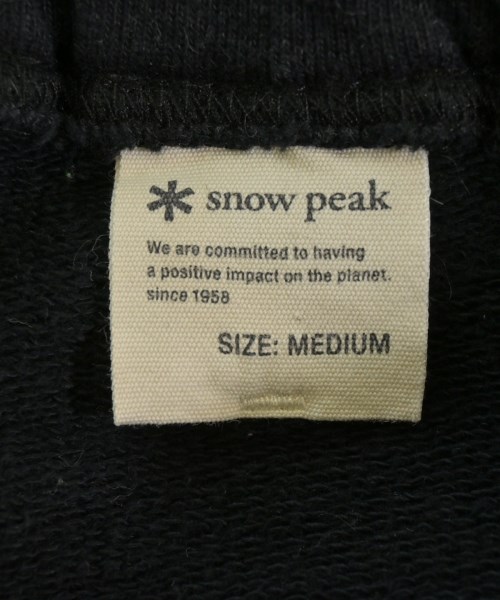 snow peak
We are committed to having
a positive impact on the planet.
since 1958
SIZE: MEDIUM